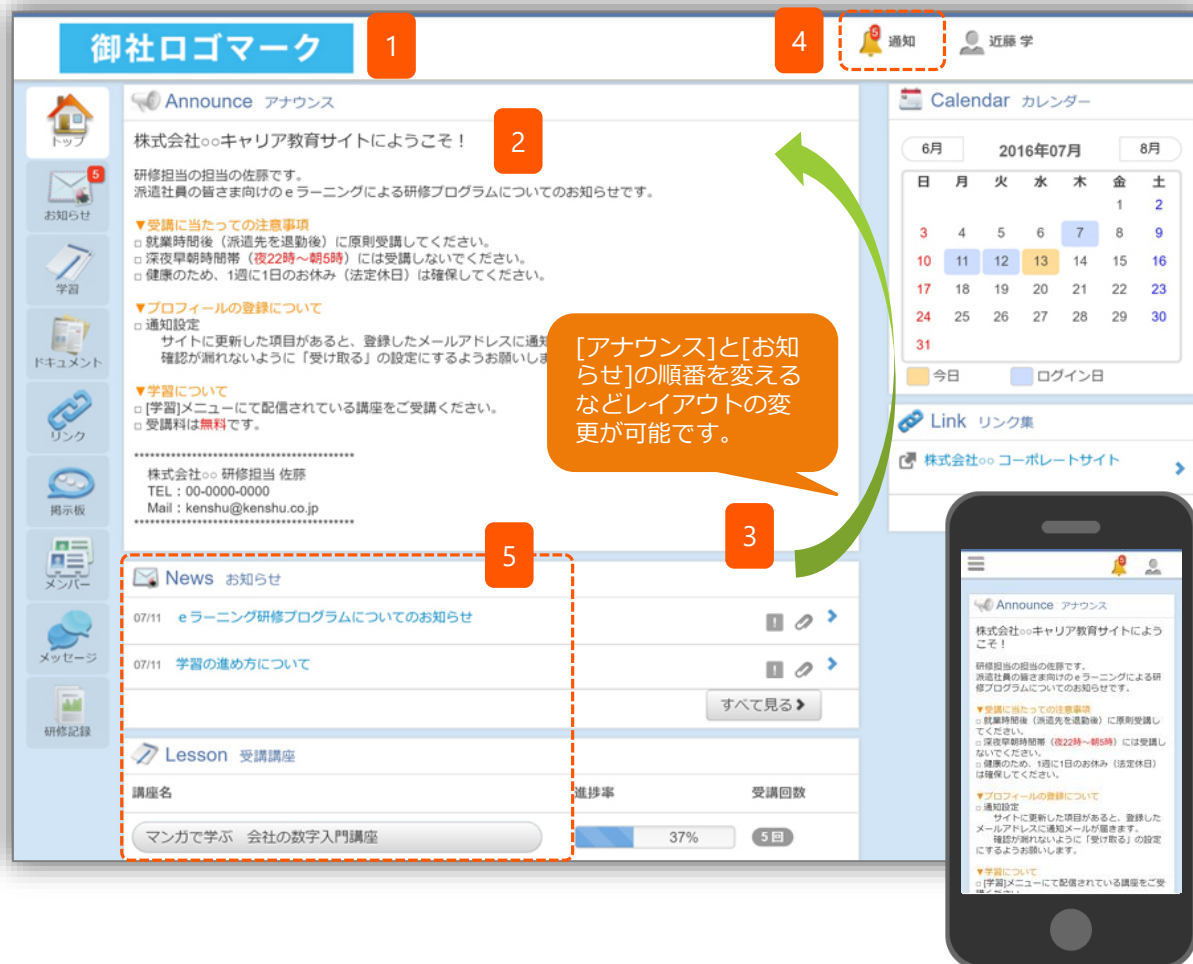 御社ロゴマーク
1
4
5
通知
近藤 学
トップ
5
お知らせ
学習
ドキュメント
リンク
掲示板
メンバー
メッセージ
研修記録
Announce アナウンス
株式会社○○キャリア教育サイトにようこそ！
2
研修担当の担当の佐藤です。
派遣社員の皆さま向けのｅラーニングによる研修プログラムについてのお知らせです。
▼受講に当たっての注意事項
□ 就業時間後（派遣先を退勤後）に原則受講してください。
□ 深夜早朝時間帯（夜22時～朝5時）には受講しないでください。
□ 健康のため、1週に1日のお休み（法定休日）は確保してください。
▼プロフィールの登録について
□ 通知設定
サイトに更新した項目があると、登録したメールアドレスに通知
確認が漏れないように「受け取る」の設定にするようお願いしま
▼学習について
□ [学習]メニューにて配信されている講座をご受講ください。
□ 受講料は無料です。
********************************************
株式会社○○ 研修担当 佐藤
TEL：00-0000-0000
Mail：kenshu@kenshu.co.jp
********************************************
[アナウンス]と[お知
らせ]の順番を変える
などレイアウトの変
更が可能です。
3
5
News お知らせ
07/11 ｅラーニング研修プログラムについてのお知らせ
07/11 学習の進め方について
すべて見る
Lesson 受講講座
講座名 進捗率 受講回数
マンガで学ぶ 会社の数字入門講座 37% 5回
Calendar カレンダー
6月 2016年07月 8月
日 月 火 水 木 金 土
1 2
3 4 5 6 7 8 9
10 11 12 13 14 15 16
17 18 19 20 21 22 23
24 25 26 27 28 29 30
31
今日 ログイン日
Link リンク集
株式会社○○ コーポレートサイト
Announce アナウンス
株式会社○○キャリア教育サイトによう
こそ！
研修担当の担当の佐藤です。
派遣社員の皆さま向けのｅラーニングによる研
修プログラムについてのお知らせです。
▼受講に当たっての注意事項
□ 就業時間後（派遣先を退勤後）に原則受講し
てください。
□ 深夜早朝時間帯（夜22時～朝5時）には受講し
ないでください。
□ 健康のため、1週に1日のお休み（法定休日）
は確保してください。
▼プロフィールの登録について
□ 通知設定
サイトに更新した項目があると、登録した
メールアドレスに通知メールが届きます。
確認が漏れないように「受け取る」の設定
にするようお願いします。
▼学習について
□ [学習]メニューにて配信されている講座をご受